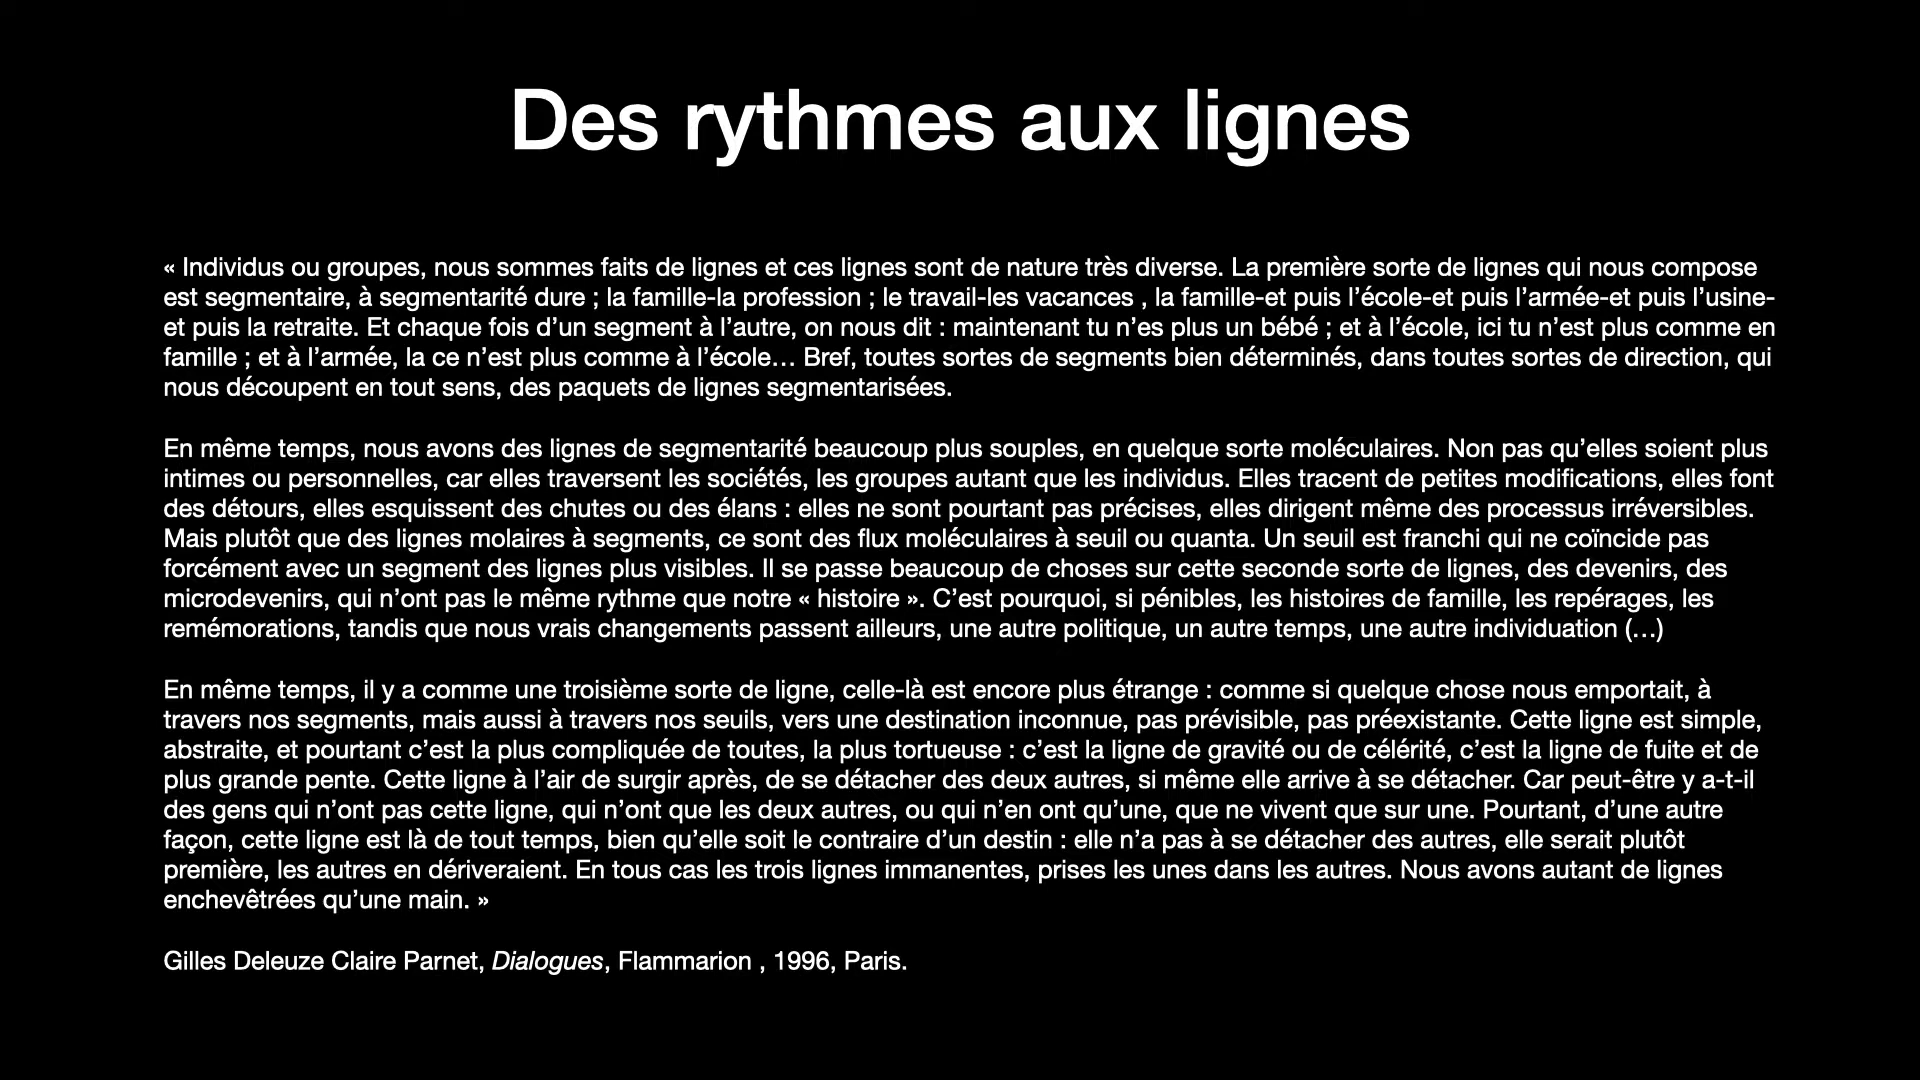 Des rythmes aux lignes
« Individus ou groupes, nous sommes faits de lignes et ces lignes sont de nature très diverse. La première sorte de lignes qui nous compose
est segmentaire, à segmentarité dure ; la famille-la profession ; le travail-les vacances , la famille-et puis l’école-et puis l’armée-et puis l’usine-
et puis la retraite. Et chaque fois d’un segment à l’autre, on nous dit : maintenant tu n’es plus un bébé ; et à l’école, ici tu n’est plus comme en
famille ; et à l’armée, la ce n’est plus comme à l’école… Bref, toutes sortes de segments bien déterminés, dans toutes sortes de direction, qui
nous découpent en tout sens, des paquets de lignes segmentarisées.
En même temps, nous avons des lignes de segmentarité beaucoup plus souples, en quelque sorte moléculaires. Non pas qu’elles soient plus
intimes ou personnelles, car elles traversent les sociétés, les groupes autant que les individus. Elles tracent de petites modifications, elles font
des détours, elles esquissent des chutes ou des élans : elles ne sont pourtant pas précises, elles dirigent même des processus irréversibles.
Mais plutôt que des lignes molaires à segments, ce sont des flux moléculaires à seuil ou quanta. Un seuil est franchi qui ne coïncide pas
forcément avec un segment des lignes plus visibles. Il se passe beaucoup de choses sur cette seconde sorte de lignes, des devenirs, des
microdevenirs, qui n’ont pas le même rythme que notre « histoire ». C’est pourquoi, si pénibles, les histoires de famille, les repérages, les
remémorations, tandis que nous vrais changements passent ailleurs, une autre politique, un autre temps, une autre individuation (…)
En même temps, il y a comme une troisième sorte de ligne, celle-là est encore plus étrange : comme si quelque chose nous emportait, à
travers nos segments, mais aussi à travers nos seuils, vers une destination inconnue, pas prévisible, pas préexistante. Cette ligne est simple,
abstraite, et pourtant c’est la plus compliquée de toutes, la plus tortueuse : c’est la ligne de gravité ou de célérité, c’est la ligne de fuite et de
plus grande pente. Cette ligne à l’air de surgir après, de se détacher des deux autres, si même elle arrive à se détacher. Car peut-être y a-t-il
des gens qui n’ont pas cette ligne, qui n’ont que les deux autres, ou qui n’en ont qu’une, que ne vivent que sur une. Pourtant, d’une autre
façon, cette ligne est là de tout temps, bien qu’elle soit le contraire d’un destin : elle n’a pas à se détacher des autres, elle serait plutôt
première, les autres en dériveraient. En tous cas les trois lignes immanentes, prises les unes dans les autres. Nous avons autant de lignes
enchevêtrées qu’une main. »
Gilles Deleuze Claire Parnet, Dialogues, Flammarion , 1996, Paris.